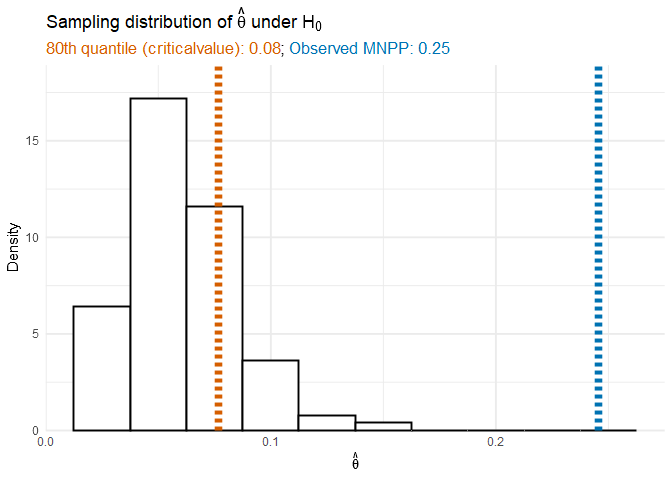 Sampling distribution of θ̂ under H₀
80th quantile (criticalvalue): 0.08; Observed MNPP: 0.25
Density
15
10
5
0
0.0 0.1 0.2
θ̂